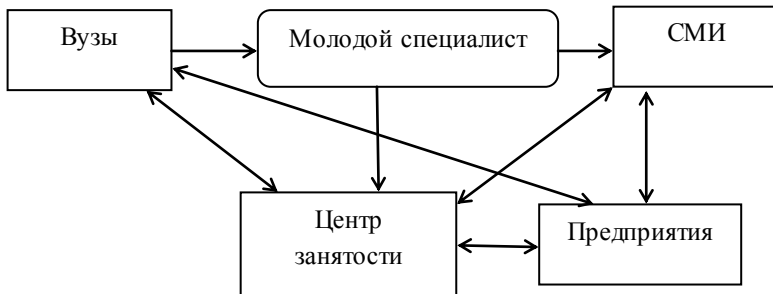 Вузы
Молодой специалист
СМИ
Центр
занятости
Предприятия